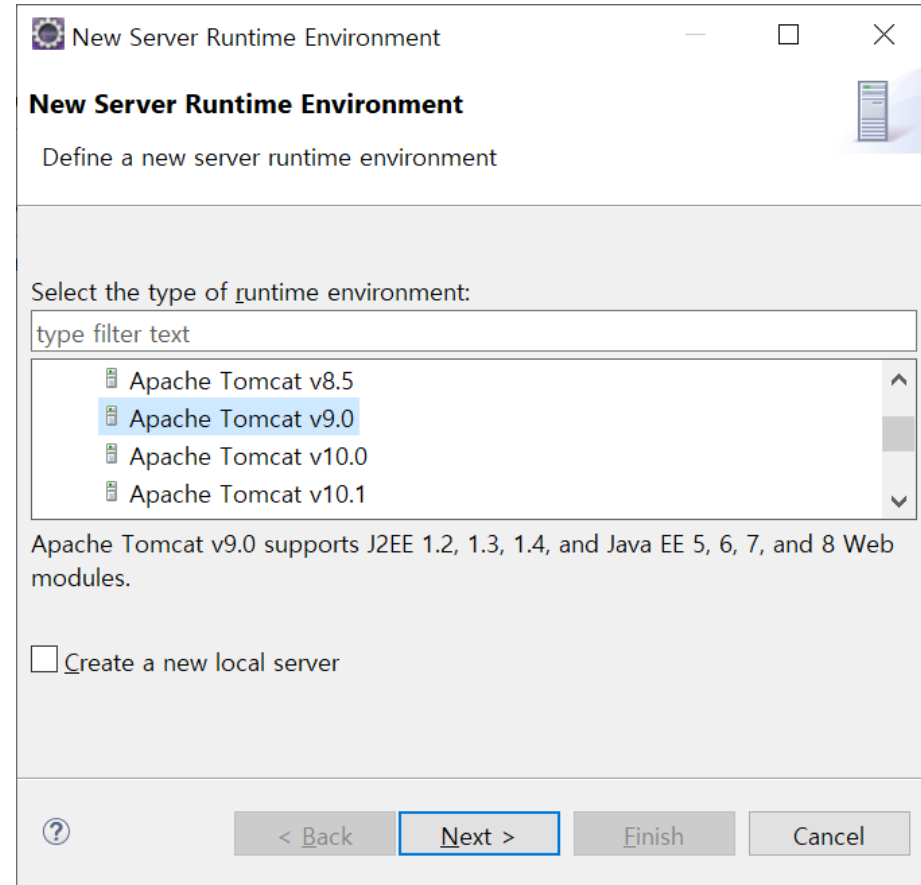 New Server Runtime Environment
New Server Runtime Environment
Define a new server runtime environment
Select the type of runtime environment:
type filter text
Apache Tomcat v8.5
Apache Tomcat v9.0
Apache Tomcat v10.0
Apache Tomcat v10.1
Apache Tomcat v9.0 supports J2EE 1.2, 1.3, 1.4, and Java EE 5, 6, 7, and 8 Web
modules.
Create a new local server
? < Back Next > Finish Cancel